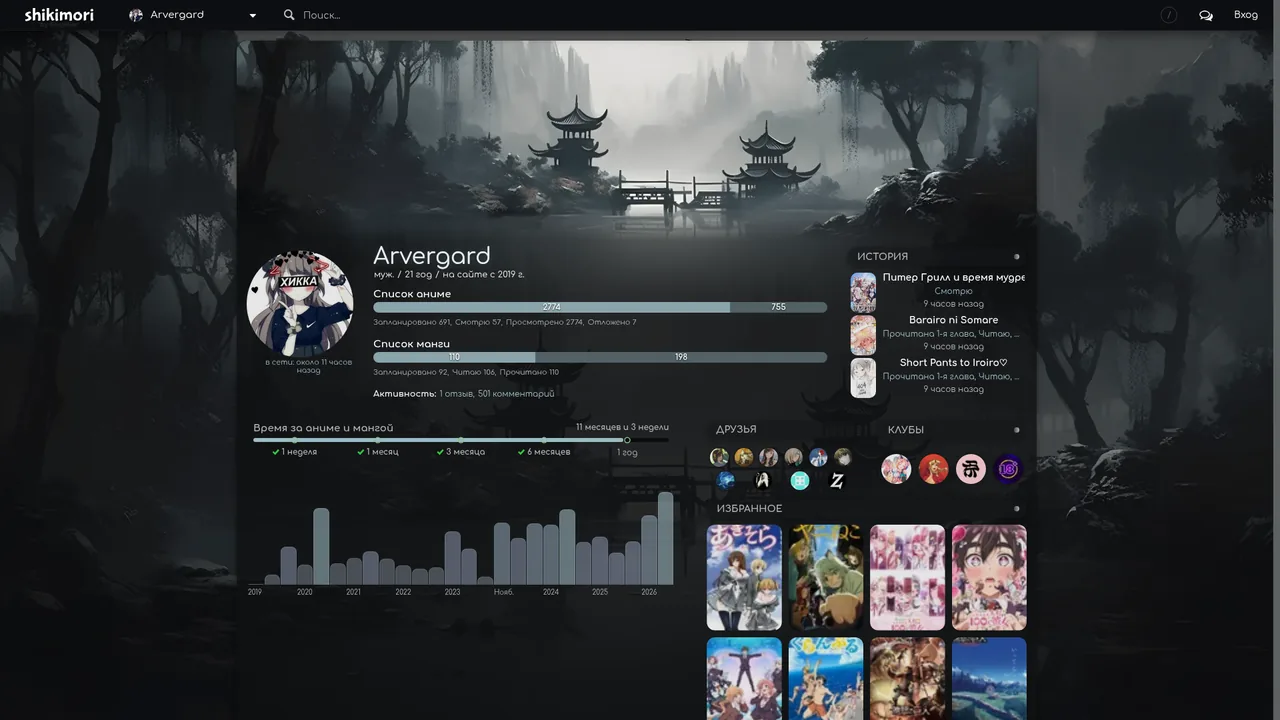 shikimori
Arvergard
Поиск...
/
Вход
ХИККА
Arvergard
муж. / 21 год / на сайте с 2019 г.
Список аниме
2774
755
Запланировано 691, Смотрю 57, Просмотрено 2774, Отложено 7
Список манги
110
198
Запланировано 92, Читаю 106, Прочитано 110
Активность: 1 отзыв, 501 комментарий
в сети: около 11 часов
назад
ИСТОРИЯ
Питер Грилл и время мудре
Смотрю
9 часов назад
Barairo ni Somare
Прочитана 1-я глава, Читаю, ...
9 часов назад
Short Pants to Iroiro♡
Прочитана 1-я глава, Читаю, ...
9 часов назад
Время за аниме и мангой
11 месяцев и 3 недели
1 неделя
1 месяц
3 месяца
6 месяцев
1 год
2019
2020
2021
2022
2023
Нояб.
2024
2025
2026
ДРУЗЬЯ
КЛУБЫ
Z
18
ИЗБРАННОЕ
あきそら